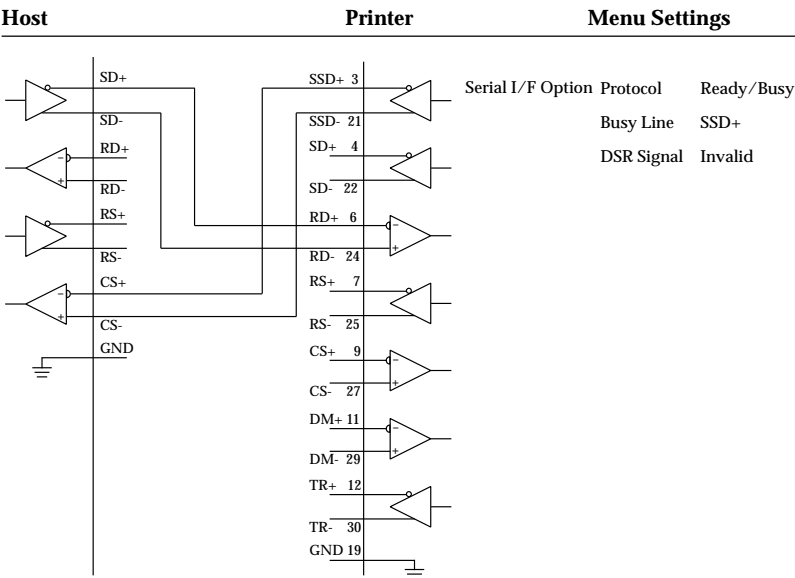 Host Printer Menu Settings
SD+
SD-
RD+
RD-
RS+
RS-
CS+
CS-
GND
SSD+ 3
SSD- 21
SD+ 4
SD- 22
RD+ 6
RD- 24
RS+ 7
RS- 25
CS+ 9
CS- 27
DM+ 11
DM- 29
TR+ 12
TR- 30
GND 19
Serial I/F Option Protocol Ready/Busy
Busy Line SSD+
DSR Signal Invalid